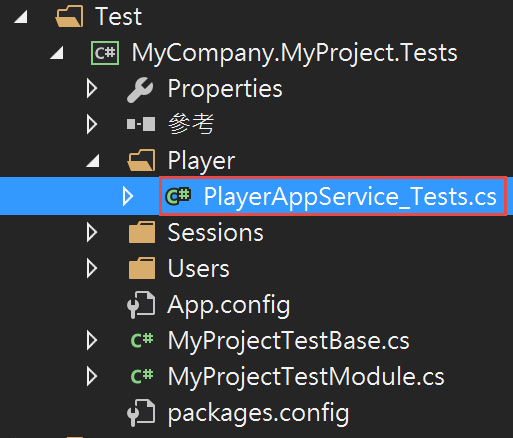 Test
C# MyCompany.MyProject.Tests
Properties
參考
Player
C# PlayerAppService_Tests.cs
Sessions
Users
App.config
C# MyProjectTestBase.cs
C# MyProjectTestModule.cs
packages.config